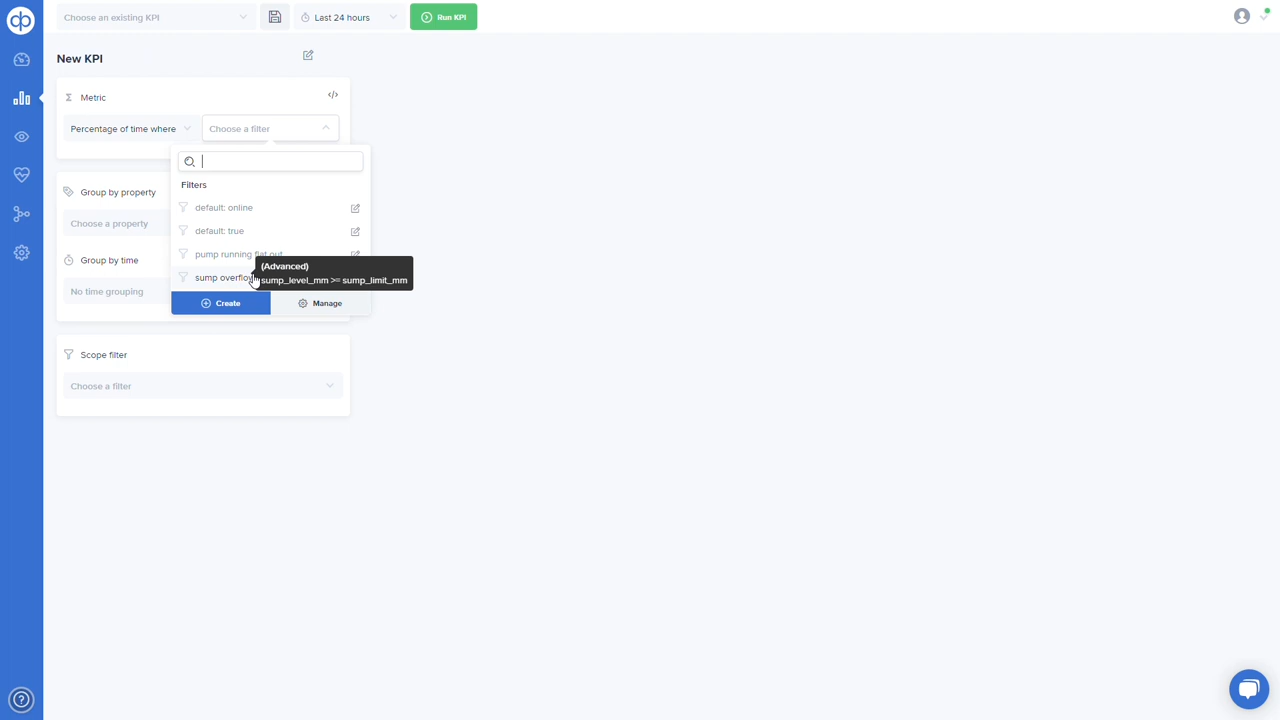 Choose an existing KPI
Last 24 hours
Run KPI
New KPI
Metric
Percentage of time where
Choose a filter
Filters
Group by property
default: online
Choose a property
default: true
pump running flat out
Group by time
(Advanced)
sump overflow
sump_level_mm >= sump_limit_mm
No time grouping
Create
Manage
Scope filter
Choose a filter